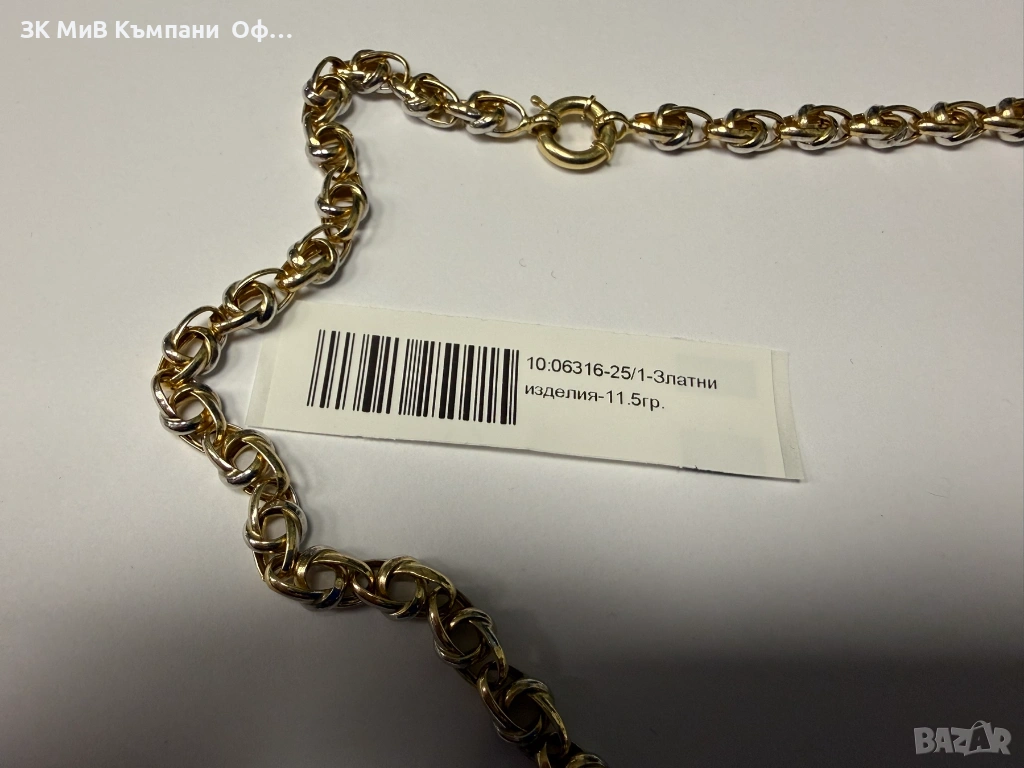 ЗК МиВ Къмпани Оф...
10:06316-25/1-Златни
изделия-11.5гр.
BAZAR